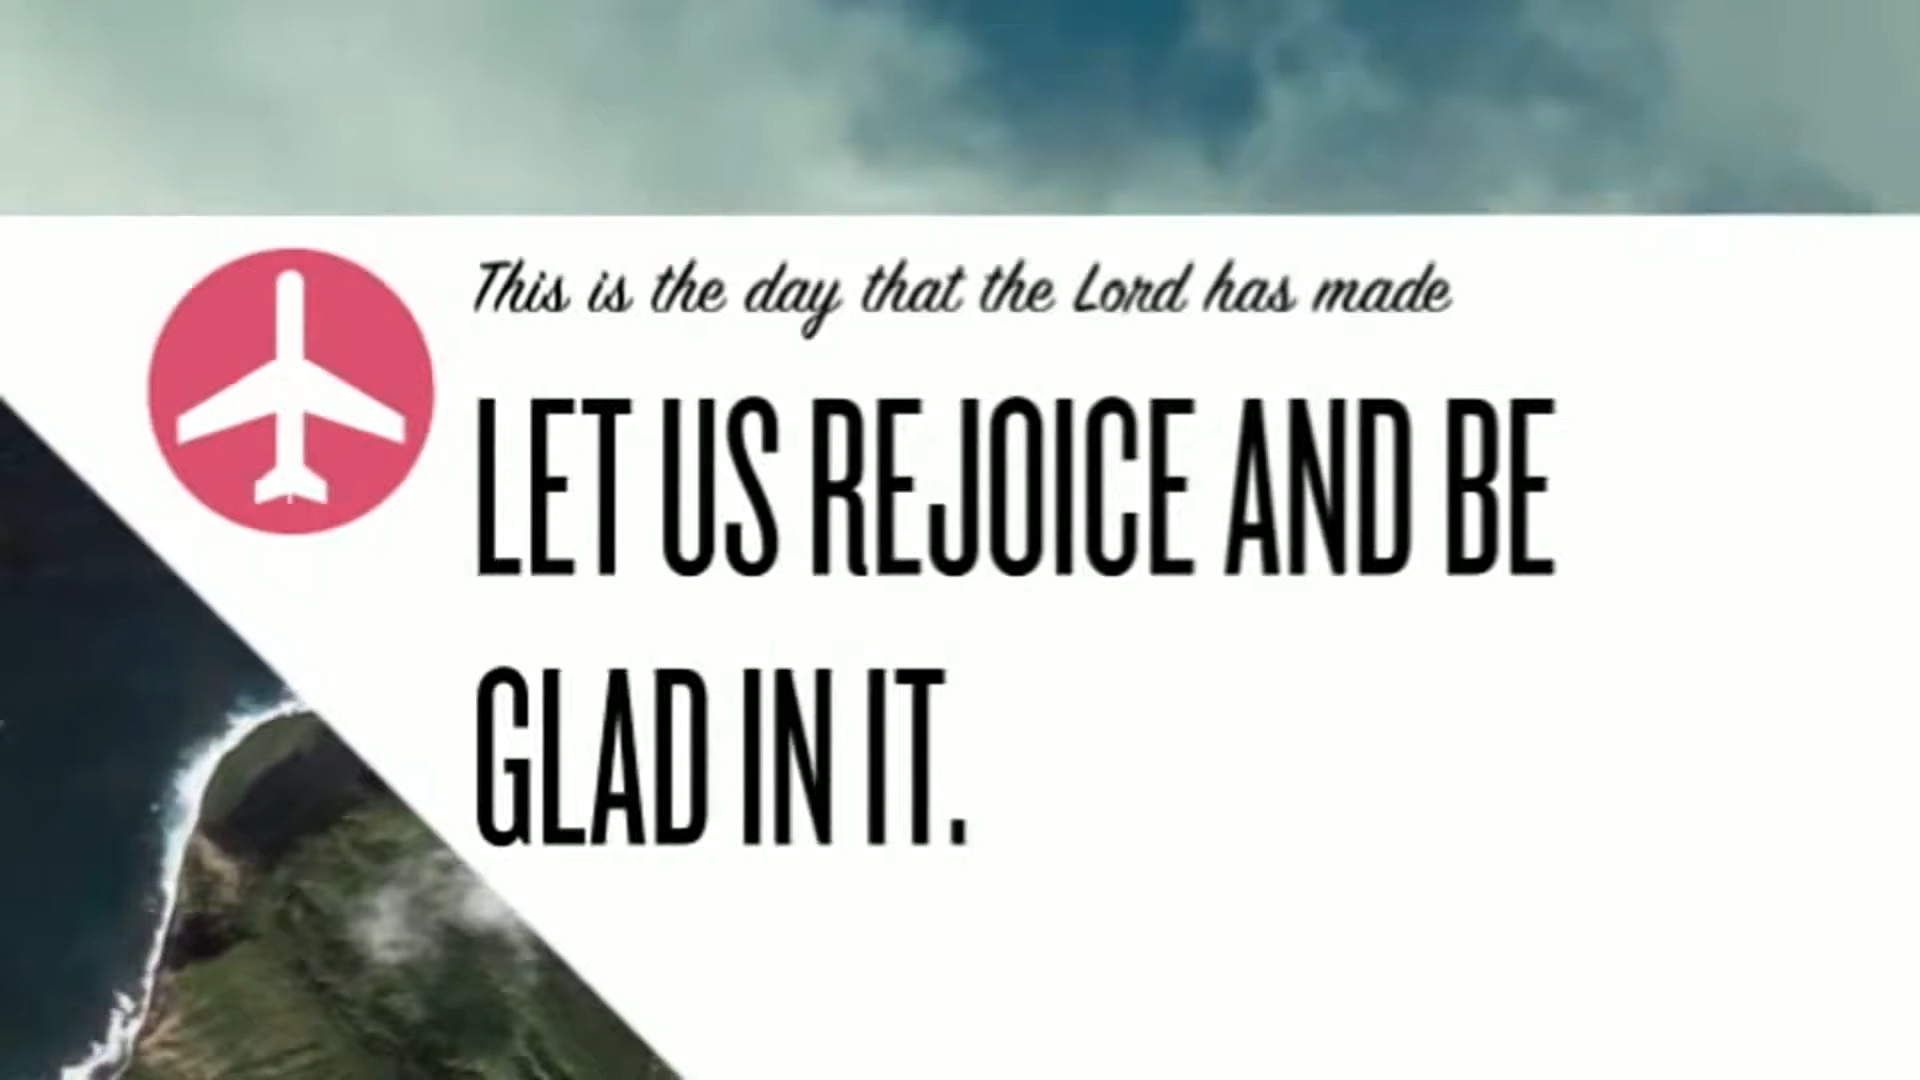 This is the day that the Lord has made
LET US REJOICE AND BE
GLAD IN IT.